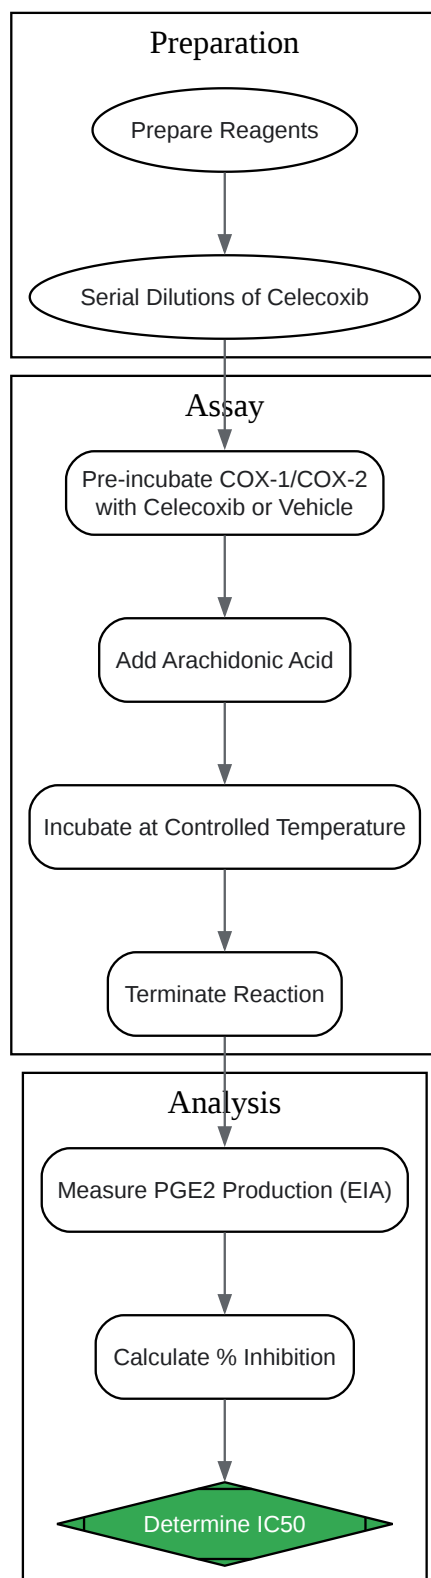 Preparation
Prepare Reagents
Serial Dilutions of Celecoxib
Assay
Pre-incubate COX-1/COX-2
with Celecoxib or Vehicle
Add Arachidonic Acid
Incubate at Controlled Temperature
Terminate Reaction
Analysis
Measure PGE2 Production (EIA)
Calculate % Inhibition
Determine IC50